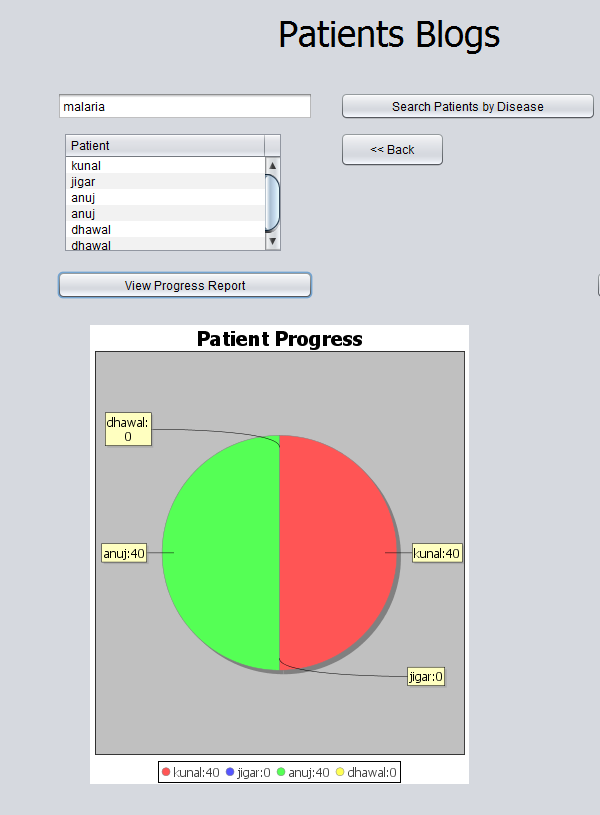 Patients Blogs
malaria
Search Patients by Disease
Patient
<< Back
kunal
jigar
anuj
anuj
dhawal
dhawal
View Progress Report
Patient Progress
dhawal:
0
anuj:40
kunal:40
jigar:0
kunal:40 jigar:0 anuj:40 dhawal:0